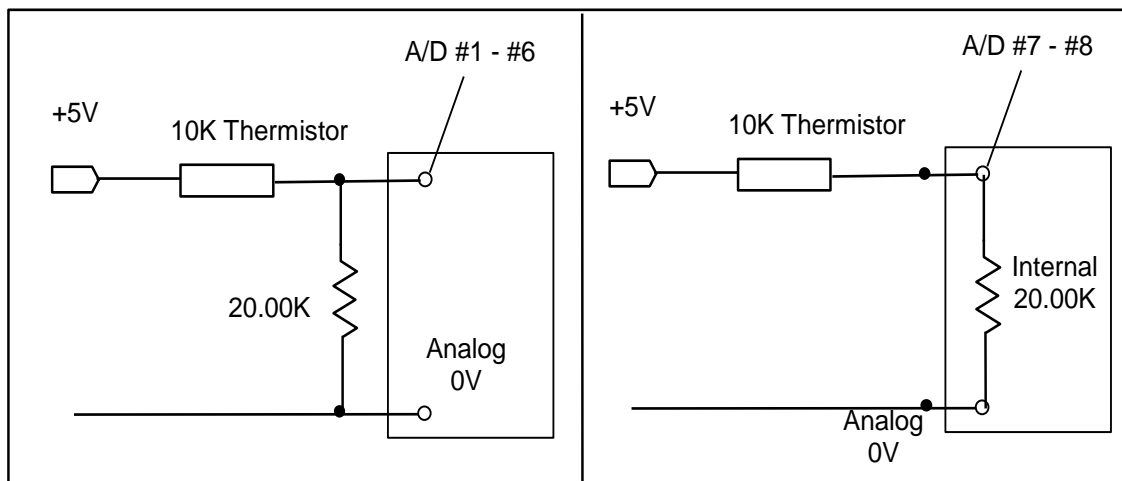 A/D #1 - #6
+5V
10K Thermistor
20.00K
Analog
0V
A/D #7 - #8
+5V
10K Thermistor
Internal
20.00K
Analog
0V